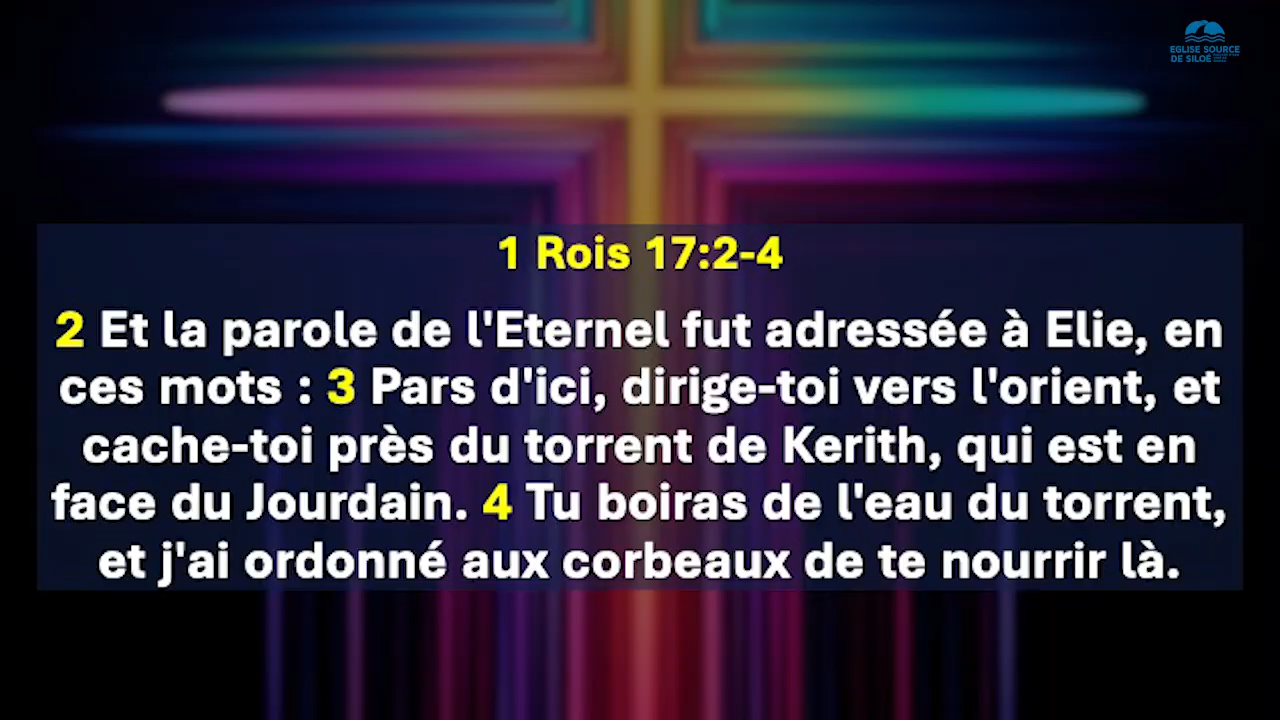 EGLISE SOURCE
DE SILOÉ
1 Rois 17:2-4
2 Et la parole de l'Eternel fut adressée à Elie, en
ces mots : 3 Pars d'ici, dirige-toi vers l'orient, et
cache-toi près du torrent de Kerith, qui est en
face du Jourdain. 4 Tu boiras de l'eau du torrent,
et j'ai ordonné aux corbeaux de te nourrir là.